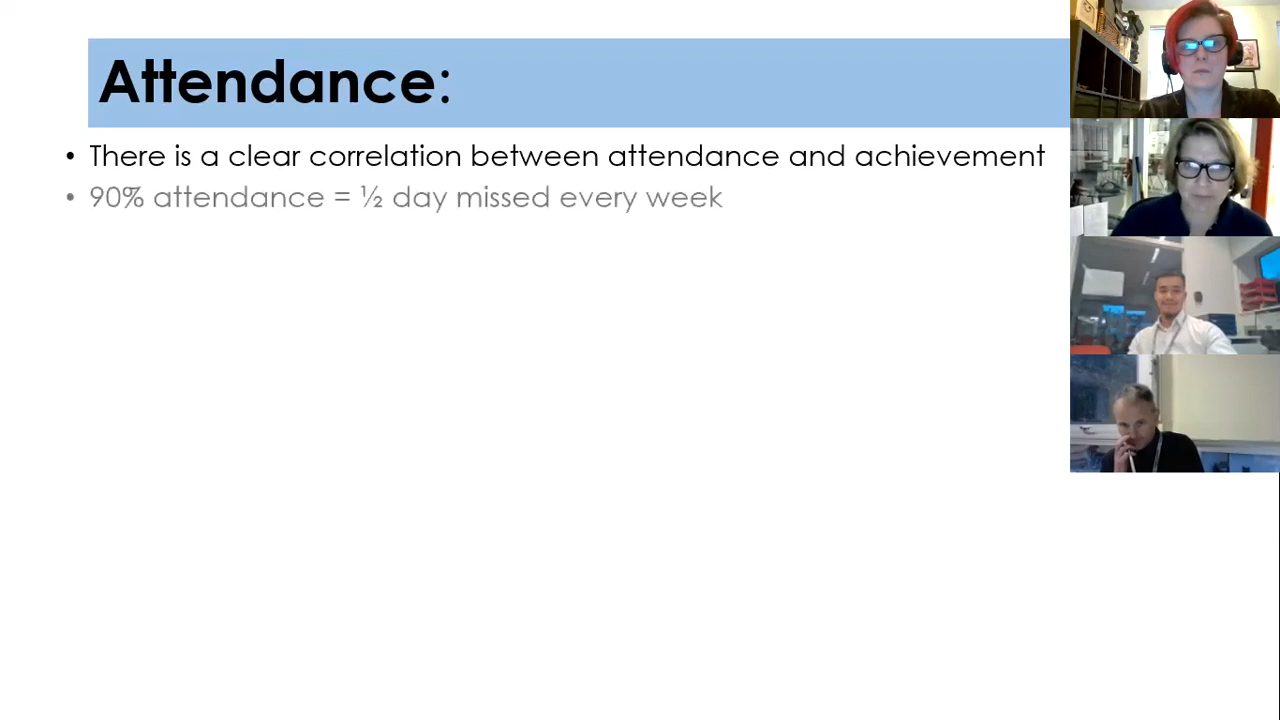 Attendance:
• There is a clear correlation between attendance and achievement
• 90% attendance = ½ day missed every week